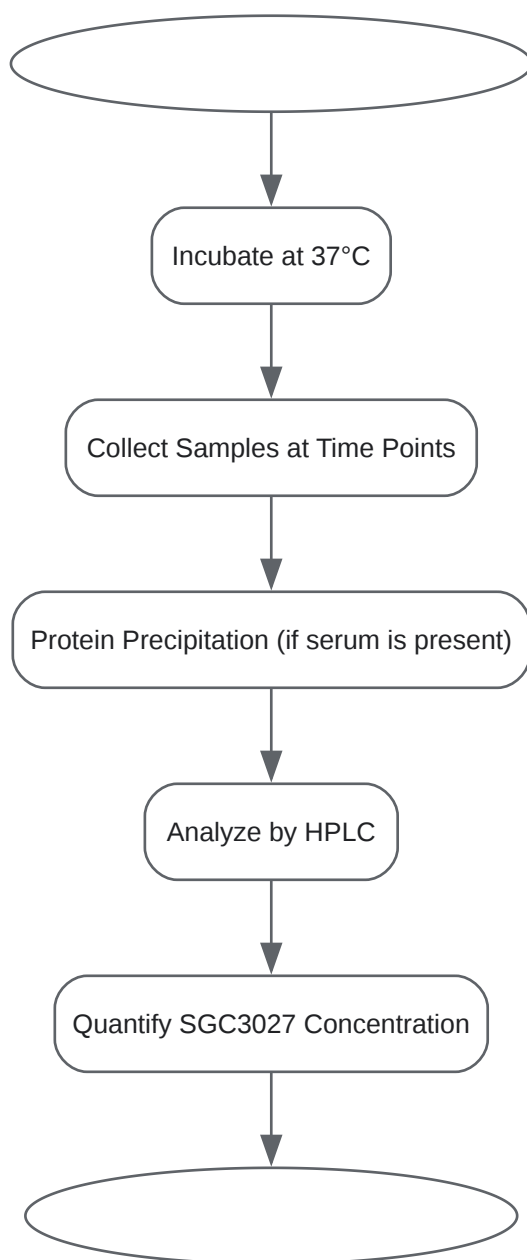 Incubate at 37°C
Collect Samples at Time Points
Protein Precipitation (if serum is present)
Analyze by HPLC
Quantify SGC3027 Concentration